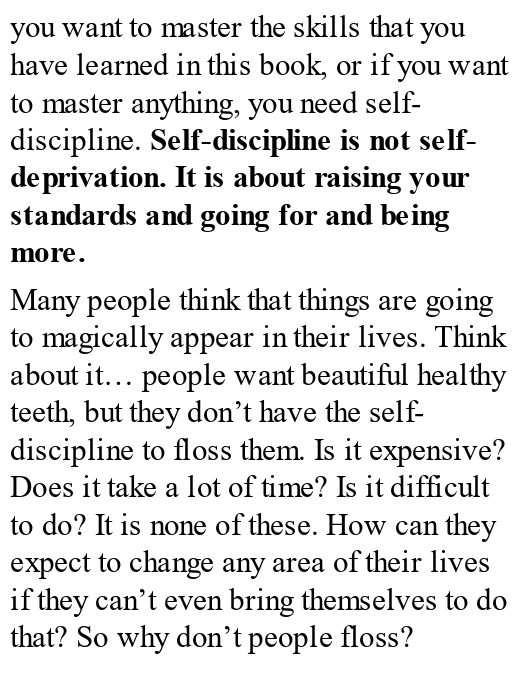 you want to master the skills that you
have learned in this book, or if you want
to master anything, you need self-
discipline. Self-discipline is not self-
deprivation. It is about raising your
standards and going for and being
more.
Many people think that things are going
to magically appear in their lives. Think
about it… people want beautiful healthy
teeth, but they don’t have the self-
discipline to floss them. Is it expensive?
Does it take a lot of time? Is it difficult
to do? It is none of these. How can they
expect to change any area of their lives
if they can’t even bring themselves to do
that? So why don’t people floss?